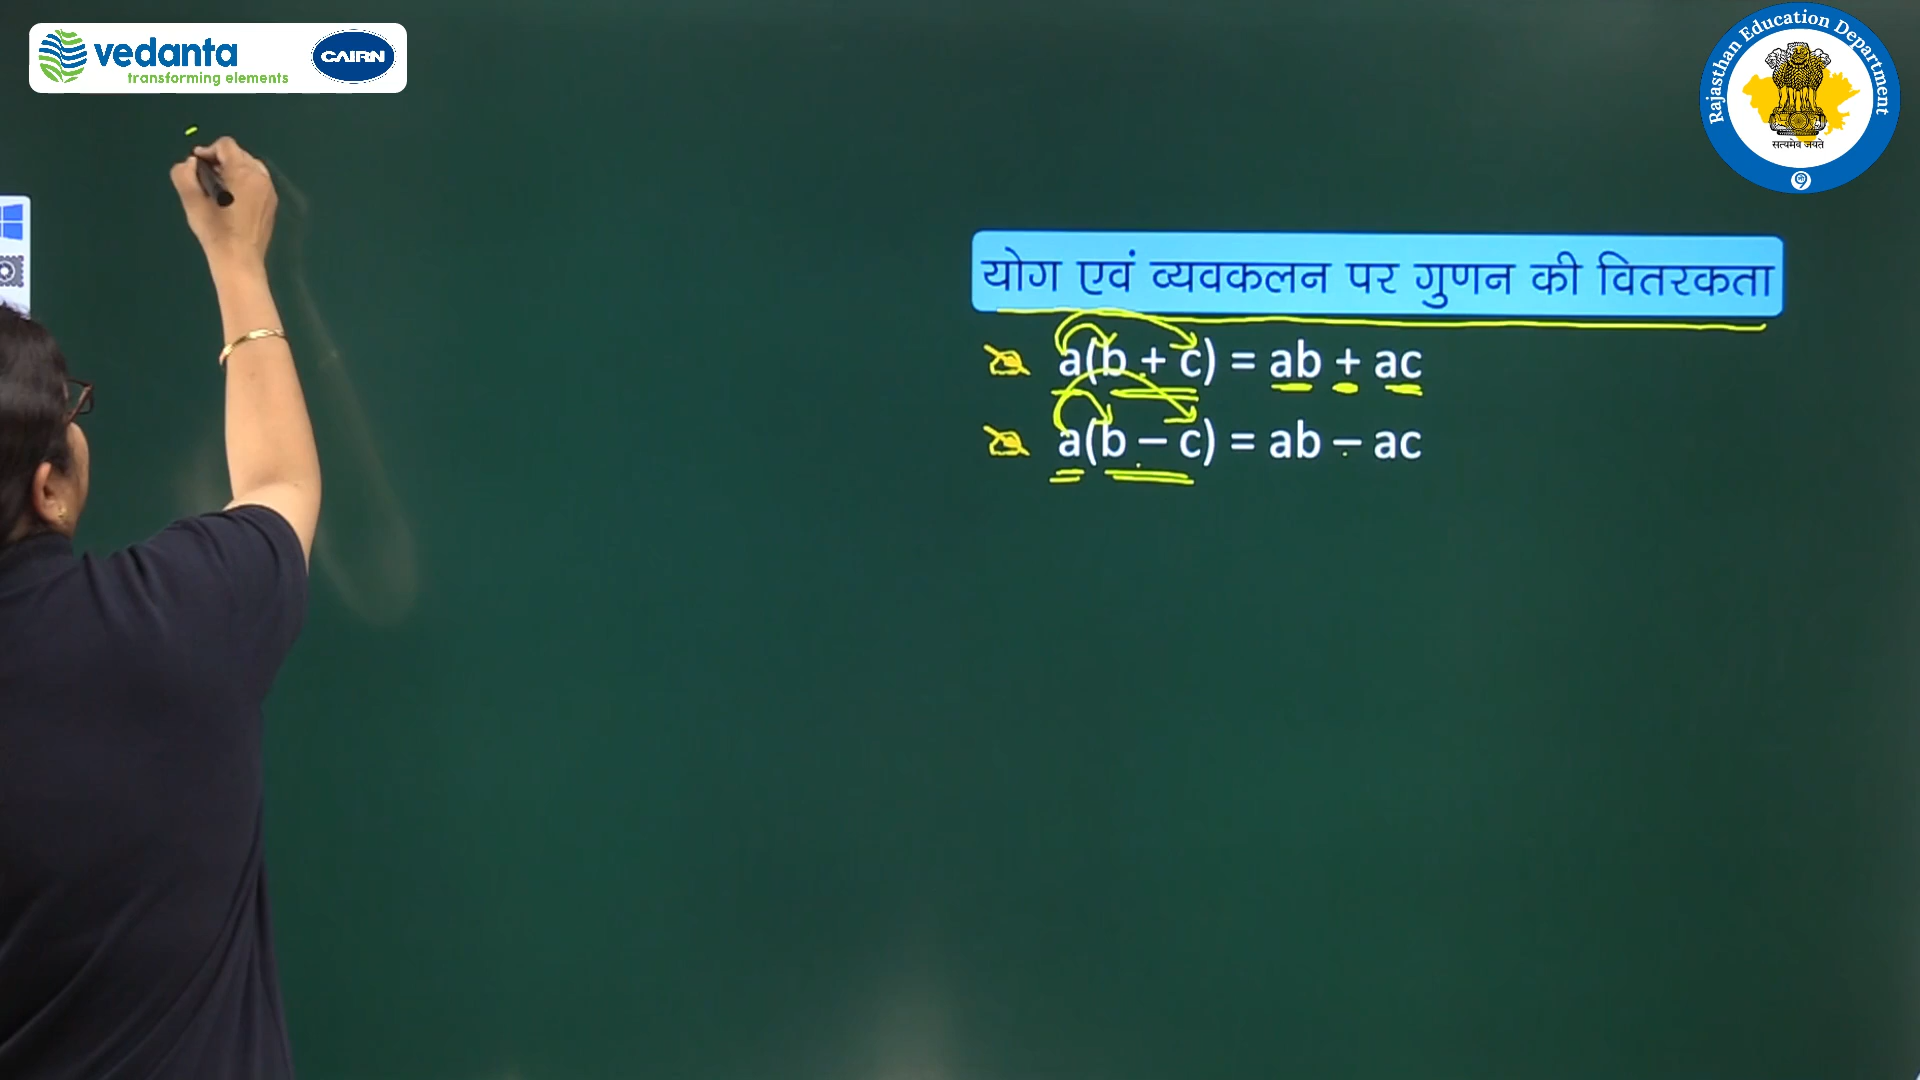 vedanta
transforming elements
CAIRN
Rajasthan Education Department
सत्यमेव जयते
योग एवं व्यवकलन पर गुणन की वितरकता
a(b + c) = ab + ac
a(b – c) = ab – ac